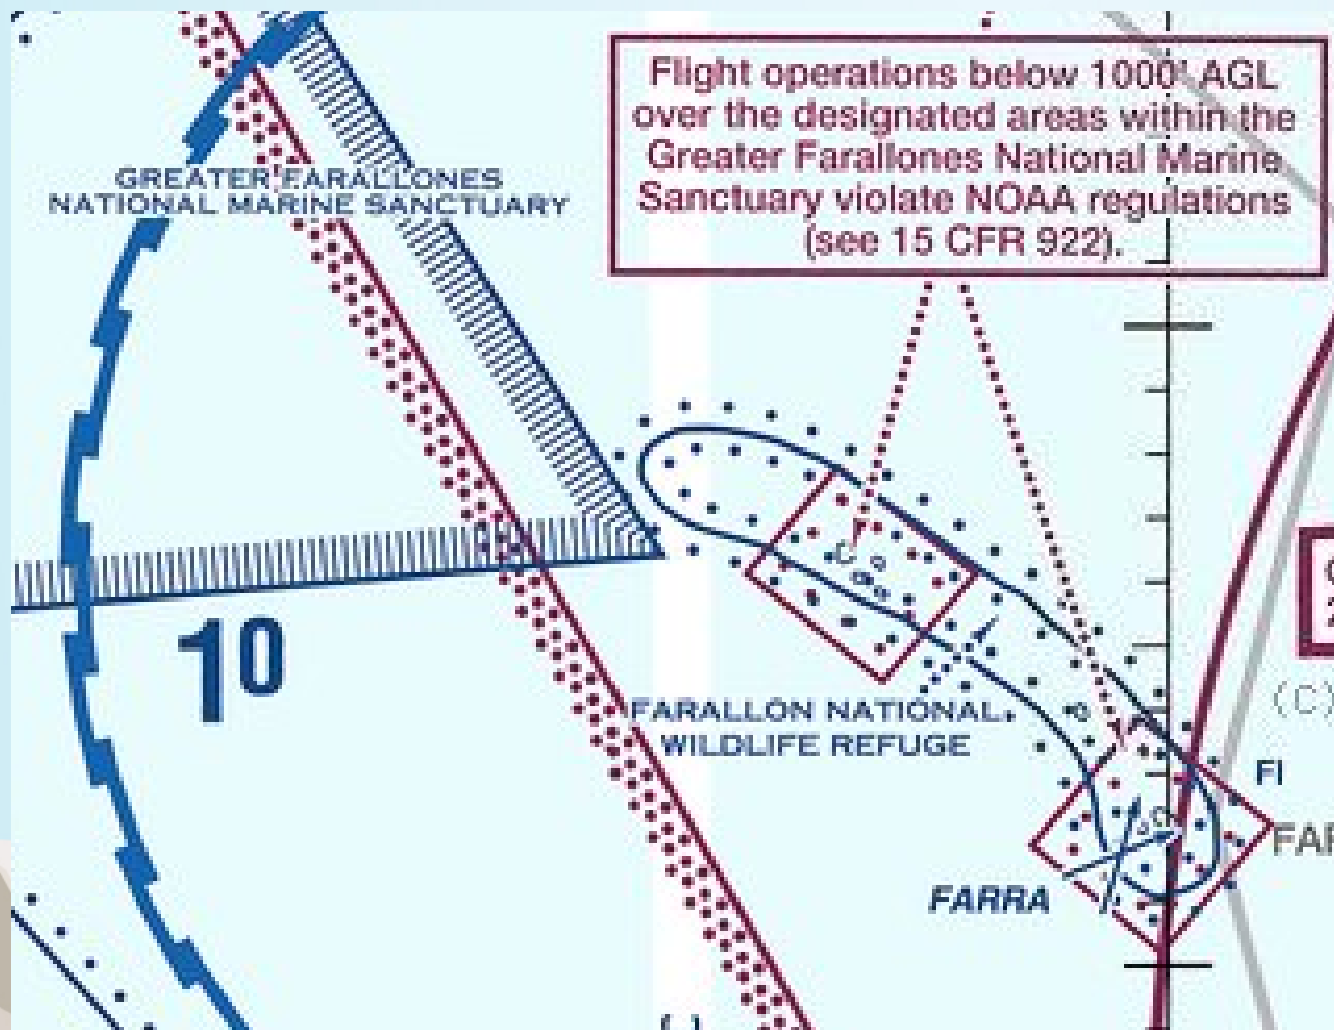 Flight operations below 1000' AGL
over the designated areas within the
Greater Farallones National Marine
Sanctuary violate NOAA regulations
(see 15 CFR 922).
GREATER FARALLONES
NATIONAL MARINE SANCTUARY
10
FARALLON NATIONAL
WILDLIFE REFUGE
(C)
FI
FAR
FARRA